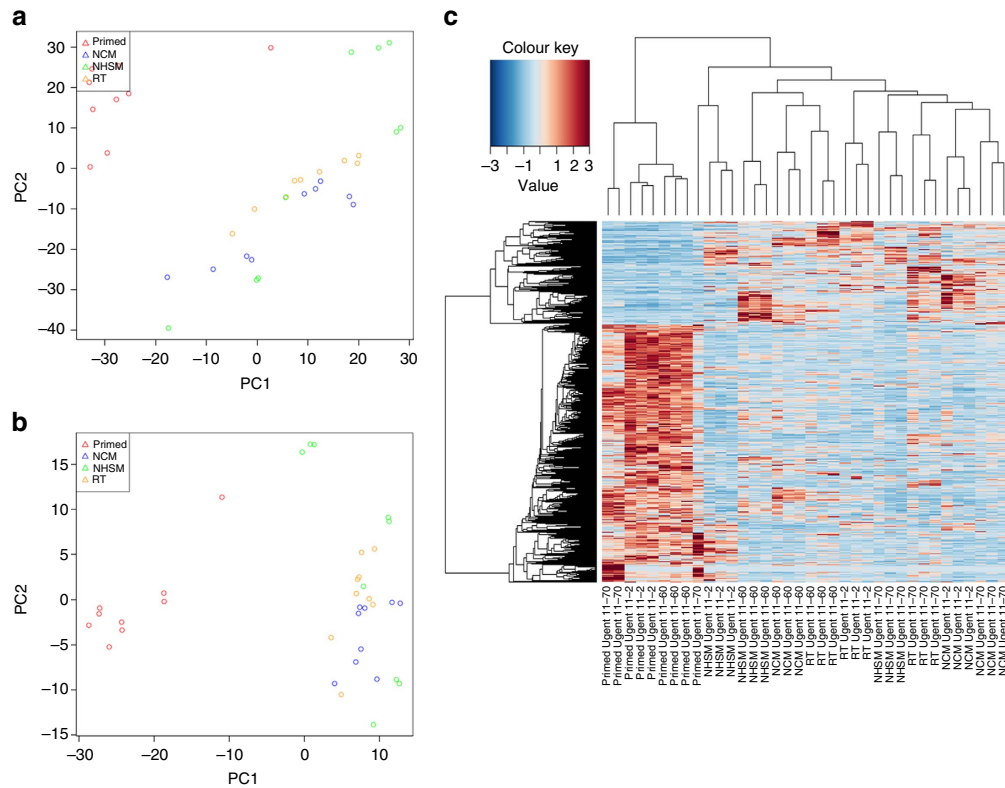 a
30
20
10
0
−10
−20
−30
−40
PC2
Primed
NCM
NHSM
RT
−30
−20
−10
0
10
20
30
PC1
b
15
10
5
0
−5
−10
−15
PC2
Primed
NCM
NHSM
RT
−30
−20
−10
0
10
PC1
c
Colour key
−3
−1
1
2
3
Value
Primed Ugent 11–70
Primed Ugent 11–70
Primed Ugent 11–2
Primed Ugent 11–2
Primed Ugent 11–2
Primed Ugent 11–60
Primed Ugent 11–60
Primed Ugent 11–60
Primed Ugent 11–70
NHSM Ugent 11–2
NHSM Ugent 11–2
NHSM Ugent 11–2
NHSM Ugent 11–60
NHSM Ugent 11–60
NHSM Ugent 11–60
NCM Ugent 11–60
NCM Ugent 11–60
NCM Ugent 11–60
RT Ugent 11–60
RT Ugent 11–60
RT Ugent 11–60
RT Ugent 11–2
RT Ugent 11–2
RT Ugent 11–2
NHSM Ugent 11–70
NHSM Ugent 11–70
NHSM Ugent 11–70
RT Ugent 11–70
RT Ugent 11–70
RT Ugent 11–70
NCM Ugent 11–2
NCM Ugent 11–2
NCM Ugent 11–2
NCM Ugent 11–70
NCM Ugent 11–70
NCM Ugent 11–70